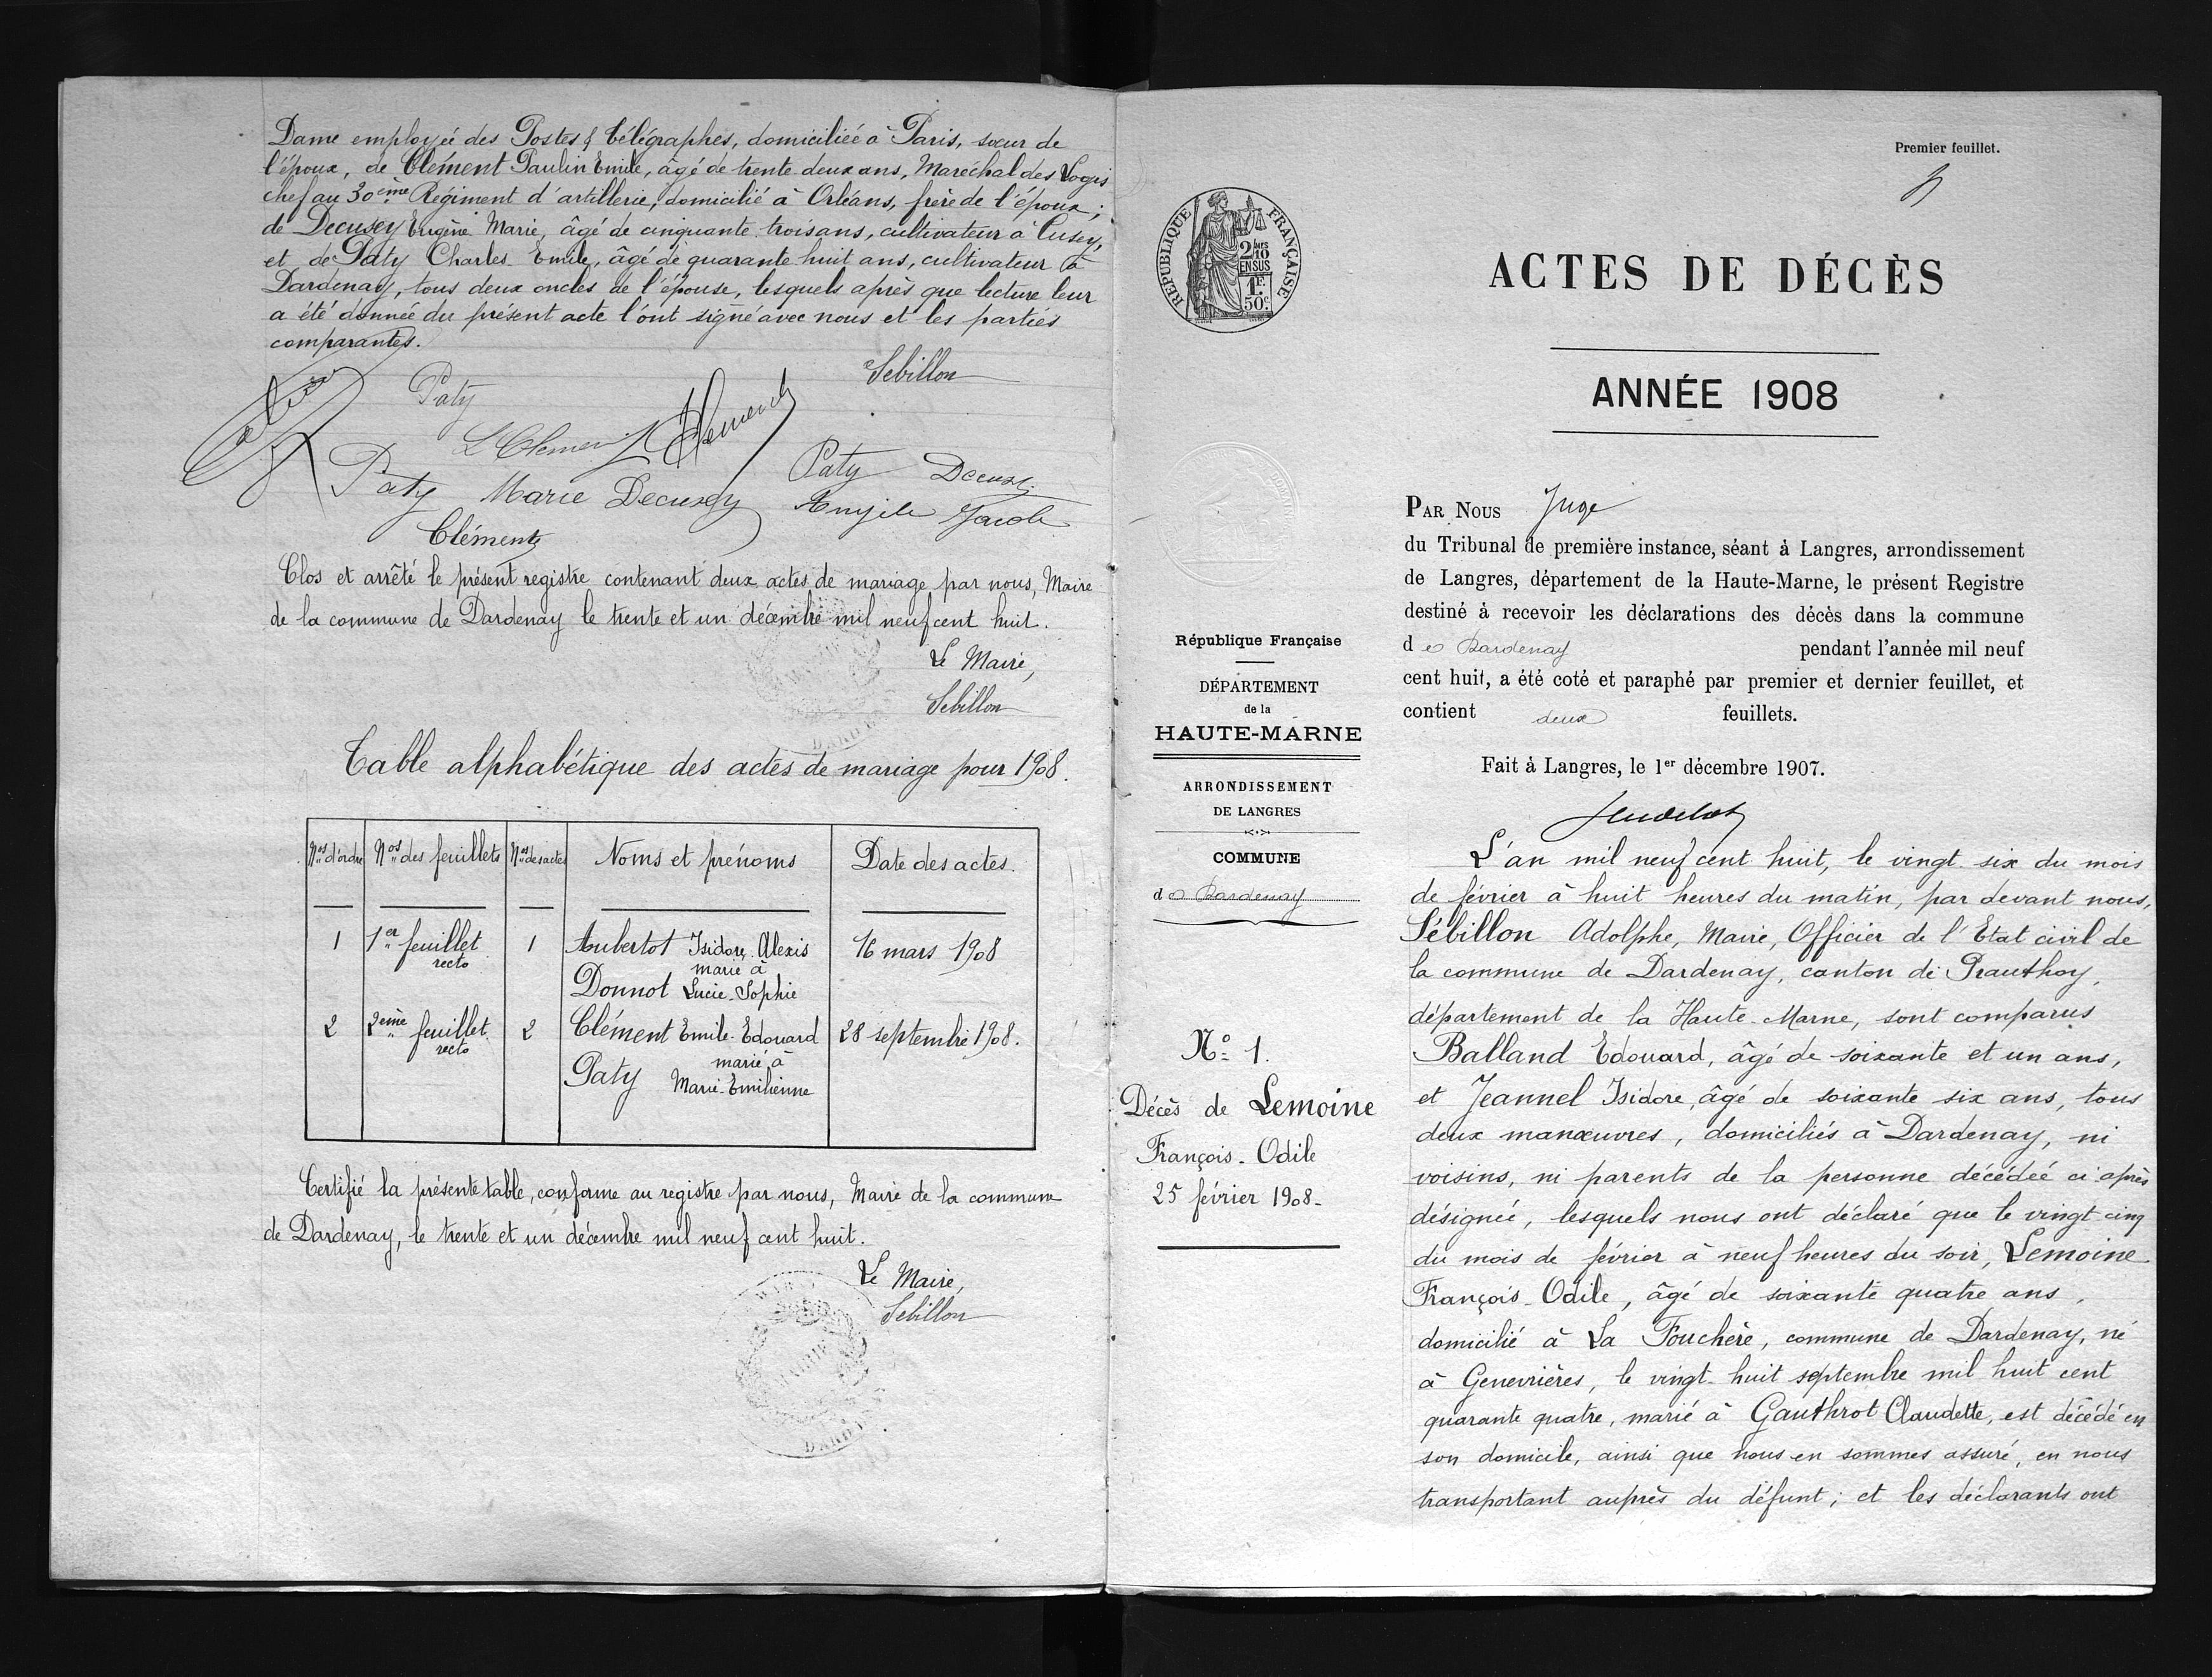 Dame employée des Postes & Télégraphes, domiciliée à Paris, sœur de
l'époux, de Clément Paulin Emile, âgé de trente deux ans, Maréchal des Logis
chef au 30ème Régiment d'artillerie, domicilié à Orléans, frère de l'époux ;
de Decusey Eugène Marie, âgé de cinquante trois ans, cultivateur à Cusey,
et de Paty Charles Emile, âgé de quarante huit ans, cultivateur à
Dardenay, tous deux oncles de l'épouse, lesquels après que lecture leur
a été donnée du présent acte l'ont signé avec nous et les parties
comparantes.
Sebillon
Paty
L Clement Clement
Paty Decusey
Paty Marie Decusey Angèle Jacob
Clément
Clos et arrêté le présent registre contenant deux actes de mariage par nous, Maire
de la commune de Dardenay le trente et un décembre mil neuf cent huit.
Le Maire,
Sebillon
Table alphabétique des actes de mariage pour 1908.
Nos d'ordre Nos des feuillets Nos des actes Noms et prénoms Date des actes.
1 1er feuillet recto 1 Aubertot Isidore Alexis 16 mars 1908
marié à
Donnot Lucie-Sophie
2 2ème feuillet recto 2 Clément Emile-Edouard 28 septembre 1908.
marié à
Paty Marie-Emilienne
Certifié la présente table, conforme au registre par nous, Maire de la commune
de Dardenay, le trente et un décembre mil neuf cent huit.
Le Maire,
Sebillon
MAIRIE
Premier feuillet.
RÉPUBLIQUE FRANÇAISE
2/10 EN SUS
1F. 50c.
ACTES DE DÉCÈS
ANNÉE 1908
PAR NOUS Juge
du Tribunal de première instance, séant à Langres, arrondissement
de Langres, département de la Haute-Marne, le présent Registre
destiné à recevoir les déclarations des décès dans la commune
de Dardenay pendant l'année mil neuf
cent huit, a été coté et paraphé par premier et dernier feuillet, et
contient deux feuillets.
Fait à Langres, le 1er décembre 1907.
République Française
DÉPARTEMENT
de la
HAUTE-MARNE
ARRONDISSEMENT
DE LANGRES
COMMUNE
de Dardenay
No 1.
Décès de Lemoine
François-Odile
25 février 1908-
L'an mil neuf cent huit, le vingt-six du mois
de février à huit heures du matin, par devant nous,
Sébillon Adolphe, Maire, Officier de l'Etat civil de
la commune de Dardenay, canton de Prauthoy,
département de la Haute-Marne, sont comparus
Balland Edouard, âgé de soixante et un ans,
et Jeannel Isidore, âgé de soixante six ans, tous
deux manœuvres, domiciliés à Dardenay, ni
voisins, ni parents de la personne décédée ci-après
désignée, lesquels nous ont déclaré que le vingt-cinq
du mois de février à neuf heures du soir, Lemoine
François-Odile, âgé de soixante quatre ans,
domicilié à La Fouchère, commune de Dardenay, né
à Genevrières, le vingt-huit septembre mil huit cent
quarante quatre, marié à Gauthrot Claudette, est décédé en
son domicile, ainsi que nous en sommes assuré, en nous
transportant auprès du défunt ; et les déclarants ont